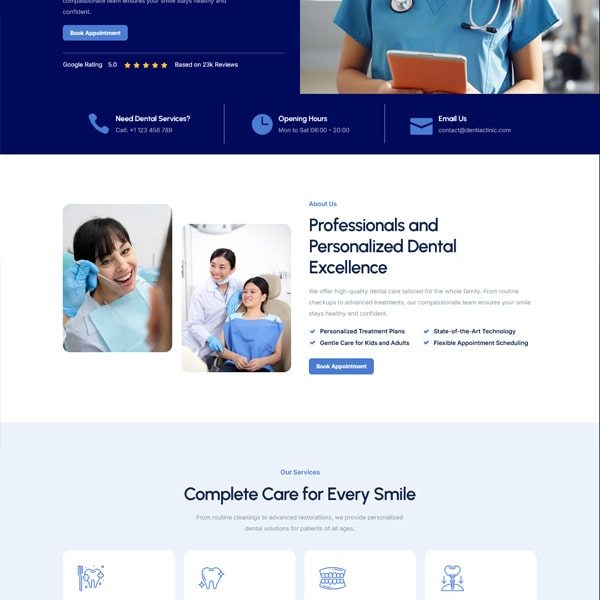 compassionate team ensures your smile stays healthy and
confident.
Book Appointment
Google Rating 5.0 Based on 23k Reviews
Need Dental Services?
Call: +1 123 456 789
Opening Hours
Mon to Sat 08:00 - 20:00
Email Us
contact@dentiaclinic.com
About Us
Professionals and
Personalized Dental
Excellence
We offer high-quality dental care tailored for the whole family. From routine
checkups to advanced treatments, our compassionate team ensures your smile
stays healthy and confident.
Personalized Treatment Plans
State-of-the-Art Technology
Gentle Care for Kids and Adults
Flexible Appointment Scheduling
Book Appointment
Our Services
Complete Care for Every Smile
From routine cleanings to advanced restorations, we provide personalized
dental solutions for patients of all ages.